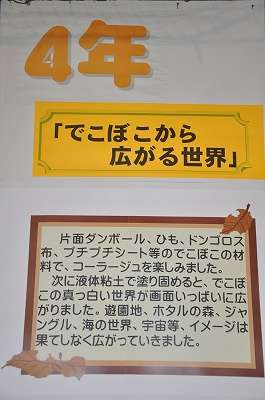 4年
「でこぼこから
広がる世界」
片面ダンボール、ひも、ドンゴロス
布、プチプチシート等のでこぼこの材
料で、コーラージュを楽しみました。
次に液体粘土で塗り固めると、でこぼ
この真っ白い世界が画面いっぱいに広
がりました。遊園地、ホタルの森、ジャ
ングル、海の世界、宇宙等、イメージは
果てしなく広がっていきました。